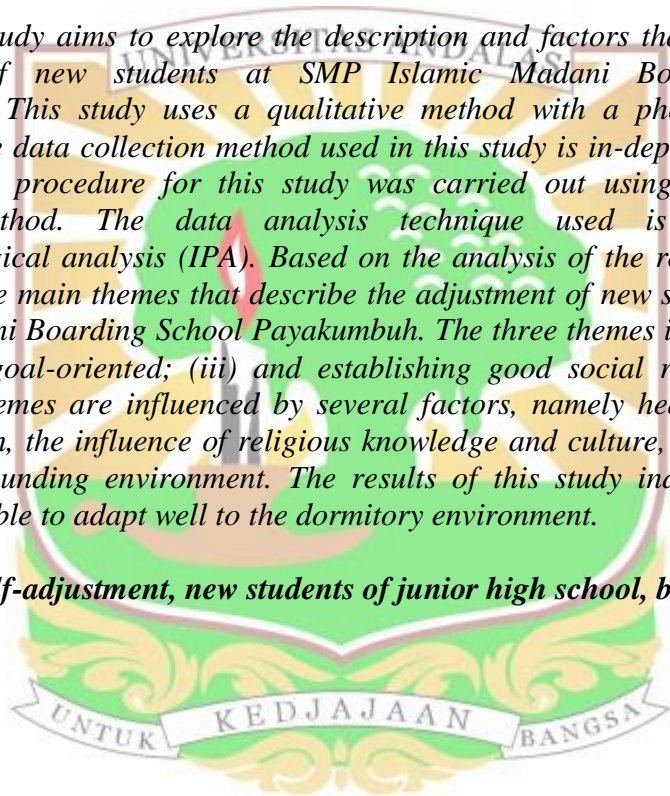 UNIVERSITAS ANDALAS
udy aims to explore the description and factors tha
f new students at SMP Islamic Madani Bo
This study uses a qualitative method with a ph
e data collection method used in this study is in-dep
procedure for this study was carried out using
thod. The data analysis technique used is
gical analysis (IPA). Based on the analysis of the r
e main themes that describe the adjustment of new s
ni Boarding School Payakumbuh. The three themes i
goal-oriented; (iii) and establishing good social r
emes are influenced by several factors, namely hea
n, the influence of religious knowledge and culture,
unding environment. The results of this study in
ble to adapt well to the dormitory environment.
lf-adjustment, new students of junior high school, b
UNTUK KEDJAJAAN BANGSA